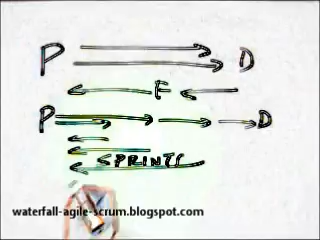 P D
F
P D
SPRINTS
waterfall-agile-scrum.blogspot.com